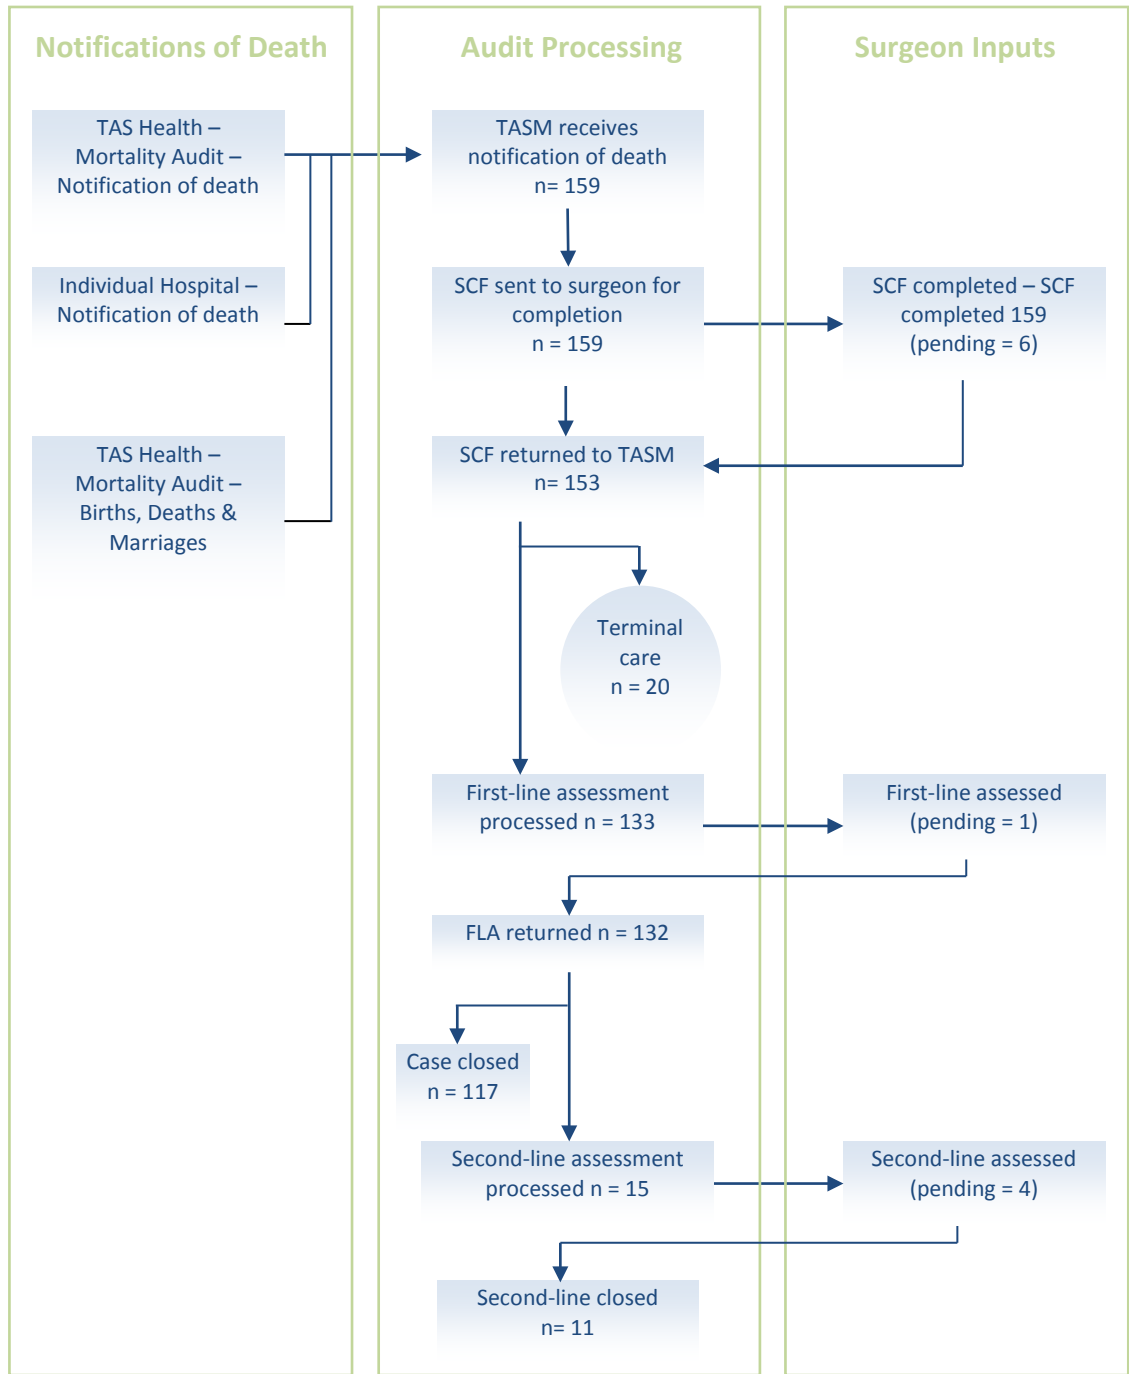 Notifications of Death
TAS Health –
Mortality Audit –
Notification of death
Individual Hospital –
Notification of death
TAS Health –
Mortality Audit –
Births, Deaths &
Marriages
Audit Processing
TASM receives
notification of death
n= 159
SCF sent to surgeon for
completion
n = 159
SCF returned to TASM
n= 153
Terminal
care
n = 20
First-line assessment
processed n = 133
FLA returned n = 132
Case closed
n = 117
Second-line assessment
processed n = 15
Second-line closed
n= 11
Surgeon Inputs
SCF completed – SCF
completed 159
(pending = 6)
First-line assessed
(pending = 1)
Second-line assessed
(pending = 4)